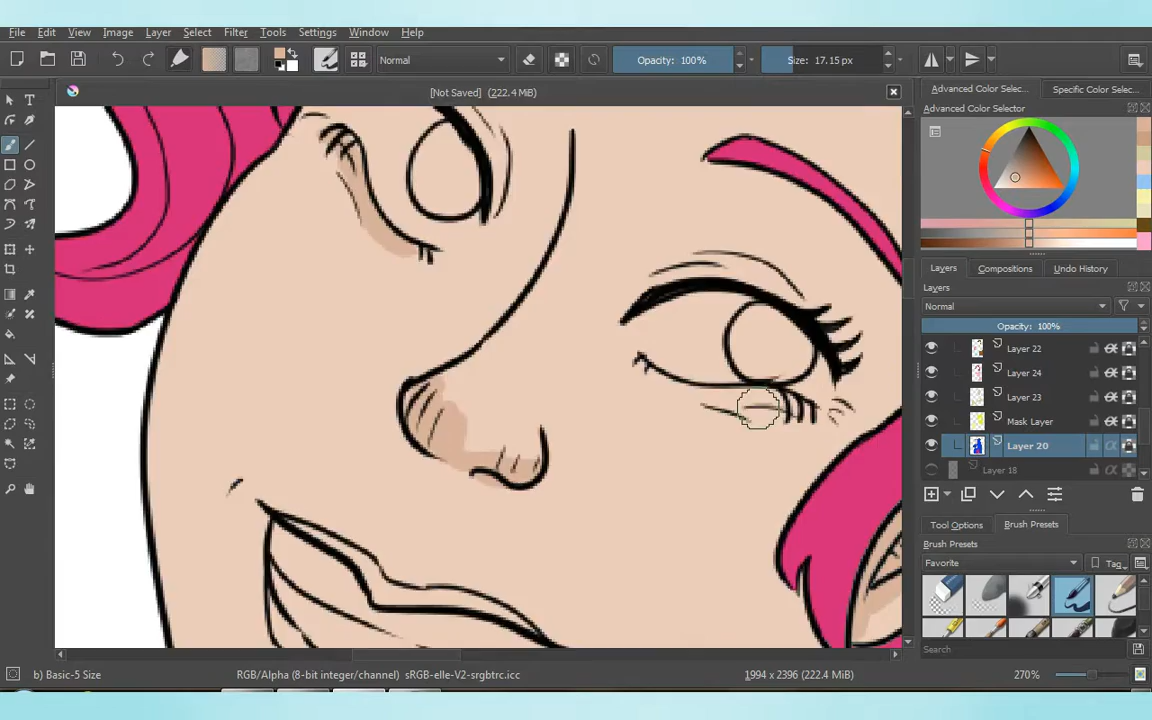 File Edit View Image Layer Select Filter Tools Settings Window Help
Normal Opacity: 100% Size: 17.15 px
[Not Saved] (222.4 MiB)
Advanced Color Selec... Specific Color Selec...
Advanced Color Selector
Layers Compositions Undo History
Layers
Normal
Opacity: 100%
Layer 22
Layer 24
Layer 23
Mask Layer
Layer 20
Layer 18
Tool Options Brush Presets
Brush Presets
Favorite Tag
Search
b) Basic-5 Size RGB/Alpha (8-bit integer/channel) sRGB-elle-V2-srgbtrc.icc 1994 x 2396 (222.4 MiB) 270%